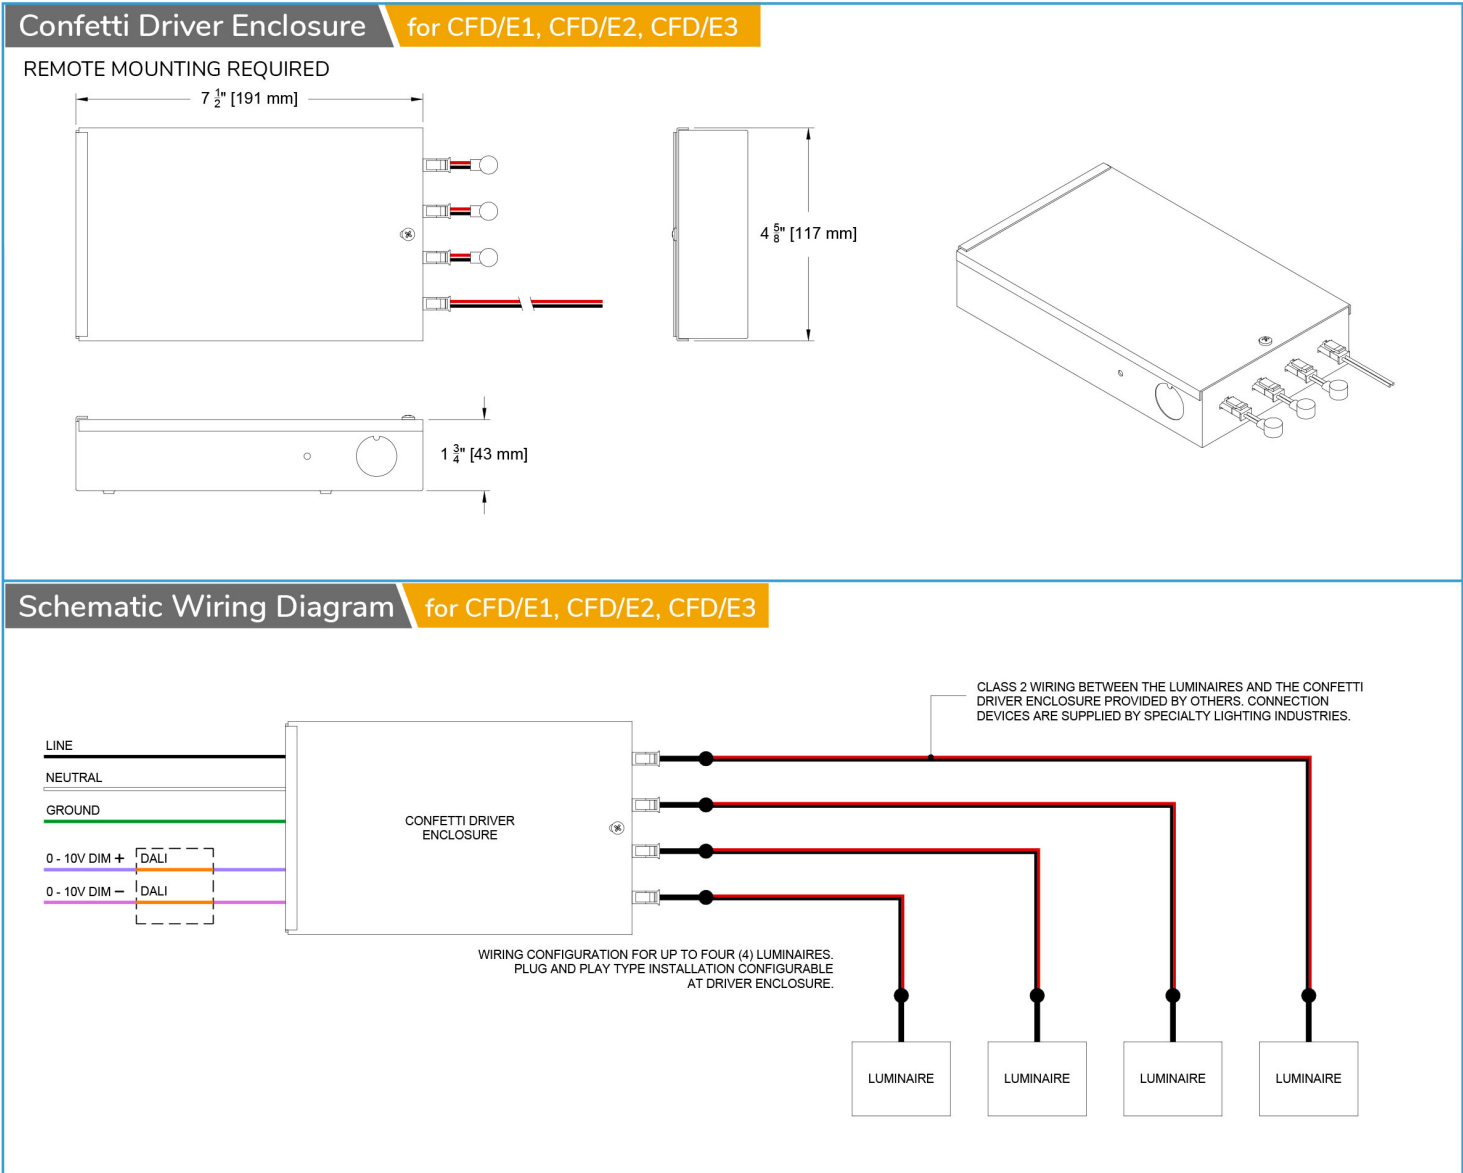 Confetti Driver Enclosure for CFD/E1, CFD/E2, CFD/E3
REMOTE MOUNTING REQUIRED
7 1/2" [191 mm]
4 5/8" [117 mm]
1 3/4" [43 mm]
Schematic Wiring Diagram for CFD/E1, CFD/E2, CFD/E3
CLASS 2 WIRING BETWEEN THE LUMINAIRES AND THE CONFETTI
DRIVER ENCLOSURE PROVIDED BY OTHERS. CONNECTION
DEVICES ARE SUPPLIED BY SPECIALTY LIGHTING INDUSTRIES.
LINE
NEUTRAL
GROUND
0 - 10V DIM + DALI
0 - 10V DIM − DALI
CONFETTI DRIVER
ENCLOSURE
WIRING CONFIGURATION FOR UP TO FOUR (4) LUMINAIRES.
PLUG AND PLAY TYPE INSTALLATION CONFIGURABLE
AT DRIVER ENCLOSURE.
LUMINAIRE LUMINAIRE LUMINAIRE LUMINAIRE